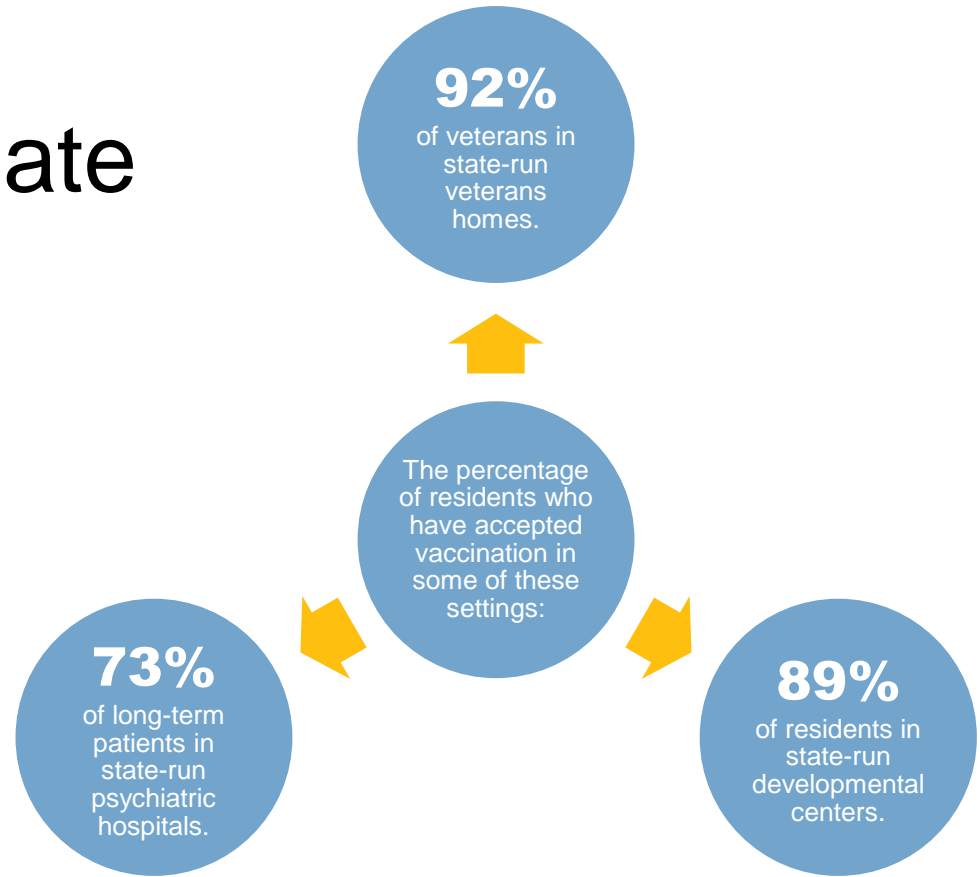 ate
92%
of veterans in
state-run
veterans
homes.
The percentage
of residents who
have accepted
vaccination in
some of these
settings:
73%
of long-term
patients in
state-run
psychiatric
hospitals.
89%
of residents in
state-run
developmental
centers.